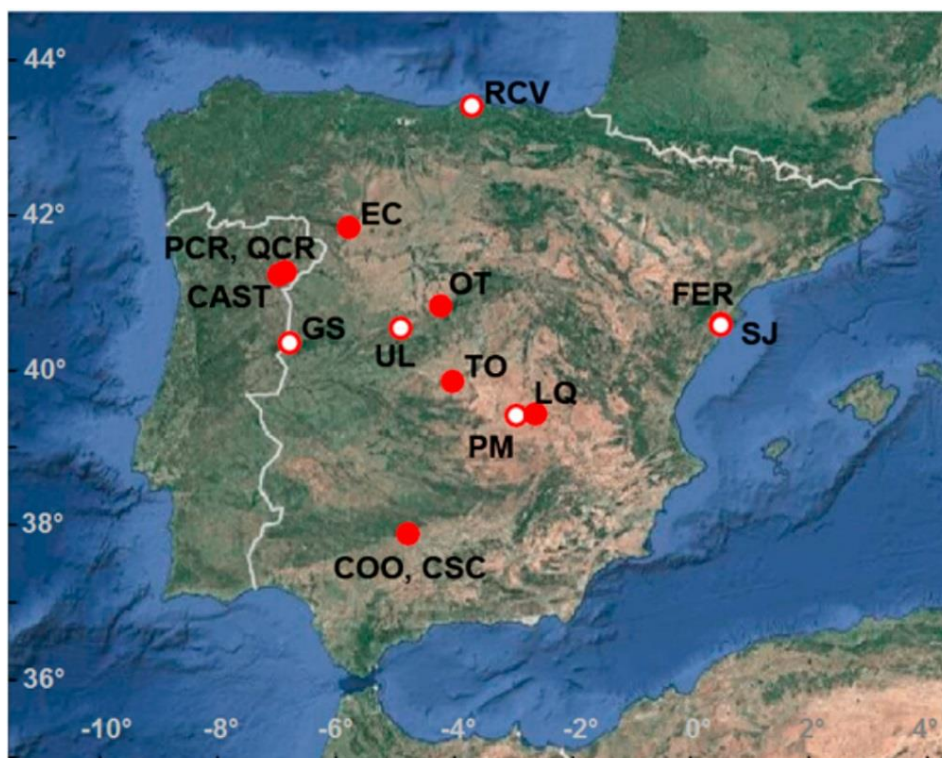 44°
RCV
42°
EC
PCR, QCR
CAST
OT
FER
GS
SJ
UL
40°
TO
LQ
PM
38°
COO, CSC
36°
-10° -8° -6° -4° -2° 0° 2° 4°